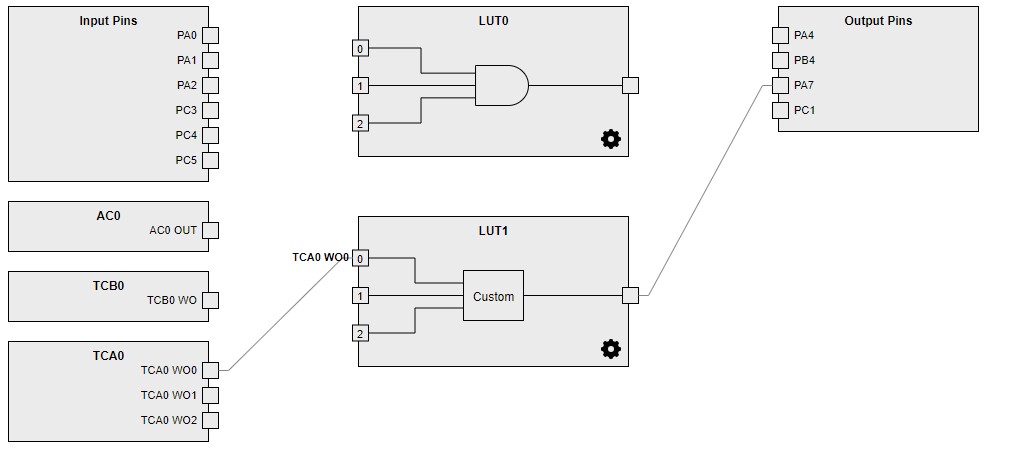 Input Pins
PA0
PA1
PA2
PC3
PC4
PC5
AC0
AC0 OUT
TCB0
TCB0 WO
TCA0
TCA0 WO0
TCA0 WO1
TCA0 WO2
LUT0
0
1
2
LUT1
TCA0 WO0
0
1
2
Custom
Output Pins
PA4
PB4
PA7
PC1